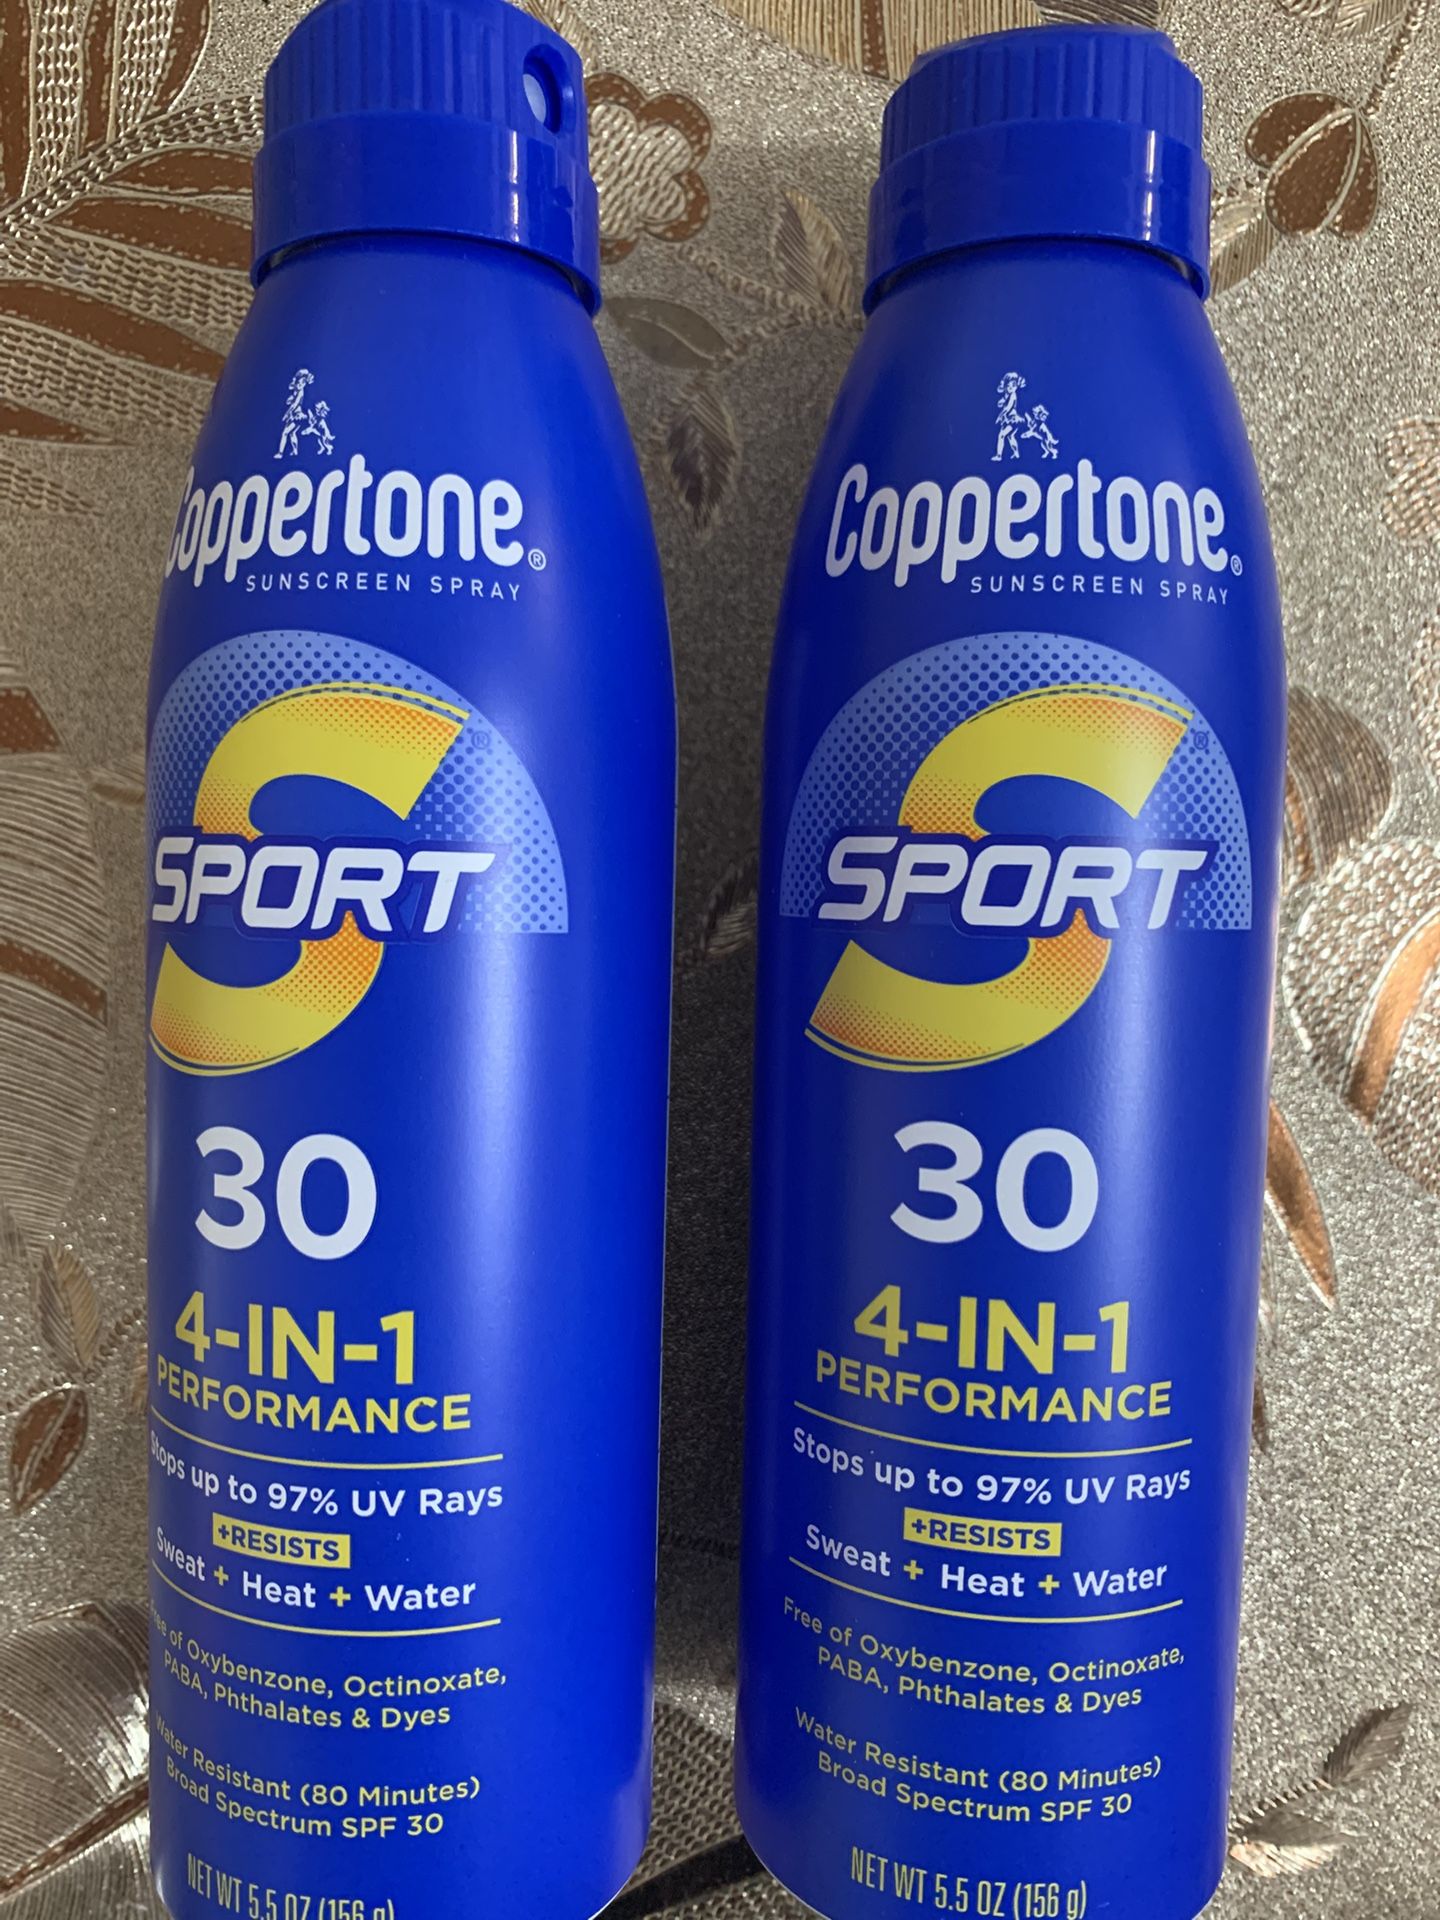 Coppertone®
SUNSCREEN SPRAY
®
SPORT
30
4-IN-1
PERFORMANCE
Stops up to 97% UV Rays
+RESISTS
Sweat + Heat + Water
Free of Oxybenzone, Octinoxate,
PABA, Phthalates & Dyes
Water Resistant (80 Minutes)
Broad Spectrum SPF 30
NET WT 5.5 OZ (156 g)
Coppertone®
SUNSCREEN SPRAY
®
SPORT
30
4-IN-1
PERFORMANCE
Stops up to 97% UV Rays
+RESISTS
Sweat + Heat + Water
Free of Oxybenzone, Octinoxate,
PABA, Phthalates & Dyes
Water Resistant (80 Minutes)
Broad Spectrum SPF 30
NET WT 5.5 OZ (156 g)